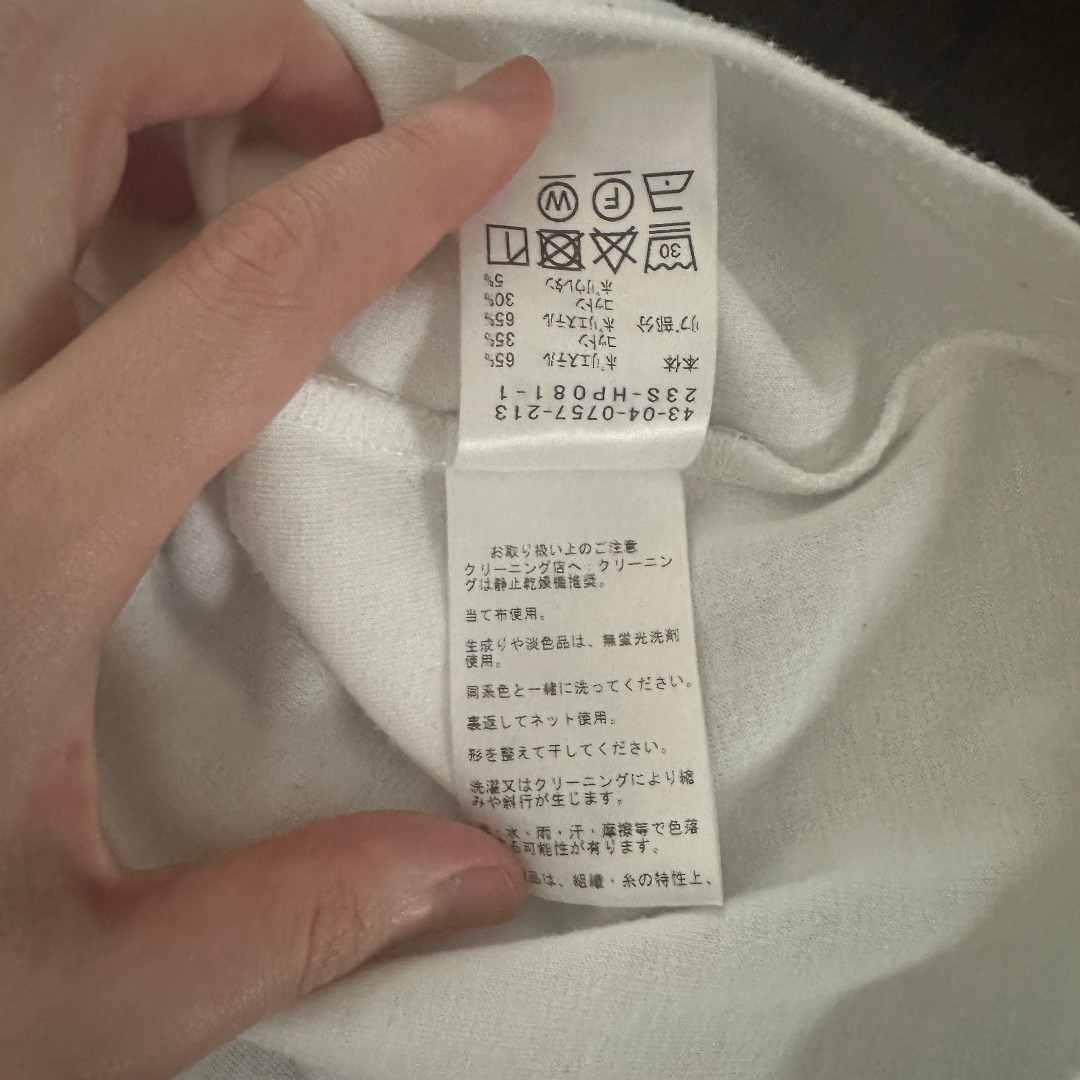 43-04-0757-213
23S-HP081-1
本体 ポリエステル 65%
コットン 35%
リブ部分 ポリエステル 65%
コットン 30%
ポリウレタン 5%
30
F W
お取り扱い上のご注意
クリーニング店へ:クリーニン
グは静止乾燥機推奨。
当て布使用。
生成りや淡色品は、無蛍光洗剤
使用。
同系色と一緒に洗ってください。
裏返してネット使用。
形を整えて干してください。
洗濯又はクリーニングにより縮
みや斜行が生じます。
水・雨・汗・摩擦等で色落
る可能性が有ります。
品は、組織・糸の特性上、